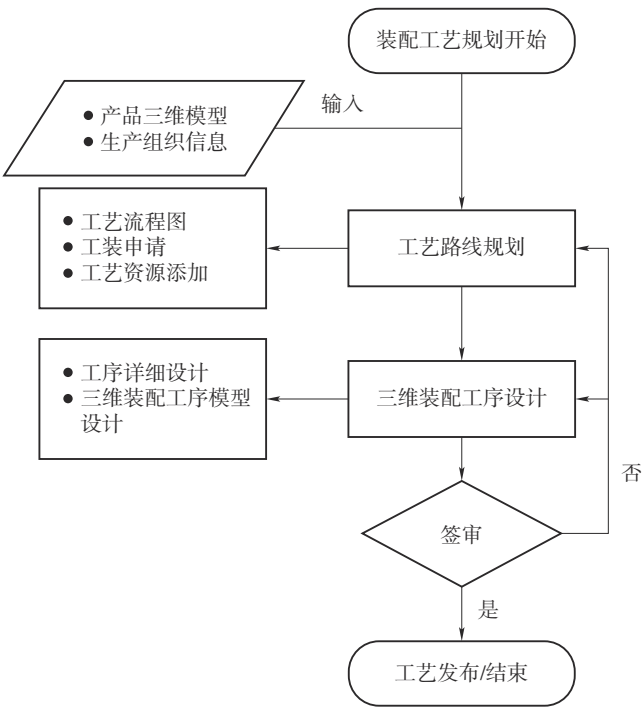 装配工艺规划开始
● 产品三维模型
● 生产组织信息
输入
● 工艺流程图
● 工装申请
● 工艺资源添加
工艺路线规划
● 工序详细设计
● 三维装配工序模型
设计
三维装配工序设计
否
签审
是
工艺发布/结束